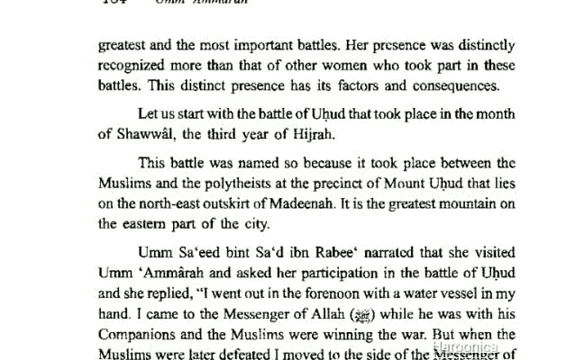 Umm 'Ammârah
greatest and the most important battles. Her presence was distinctly
recognized more than that of other women who took part in these
battles. This distinct presence has its factors and consequences.
Let us start with the battle of Uḥud that took place in the month
of Shawwâl, the third year of Hijrah.
This battle was named so because it took place between the
Muslims and the polytheists at the precinct of Mount Uḥud that lies
on the north-east outskirt of Madeenah. It is the greatest mountain on
the eastern part of the city.
Umm Sa‘eed bint Sa‘d ibn Rabee‘ narrated that she visited
Umm ‘Ammârah and asked her participation in the battle of Uḥud
and she replied, “I went out in the forenoon with a water vessel in my
hand. I came to the Messenger of Allah (ﷺ) while he was with his
Companions and the Muslims were winning the war. But when the
Muslims were later defeated I moved to the side of the Messenger of
Harmonica